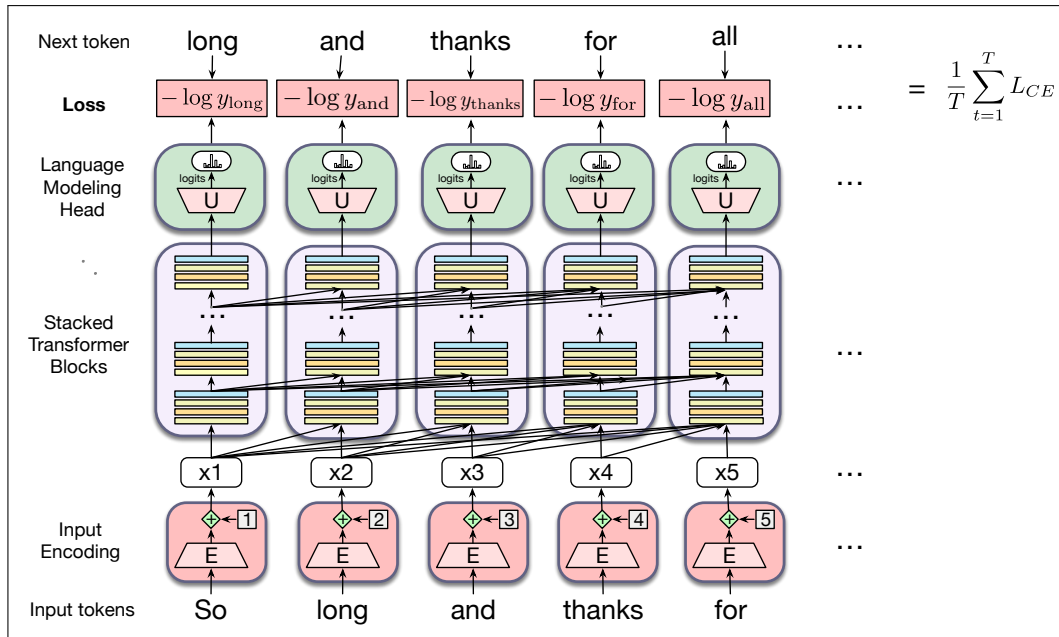 Next token long and thanks for all ...
Loss − log y_long − log y_and − log y_thanks − log y_for − log y_all ... = 1/T ∑_{t=1}^{T} L_{CE}
Language Modeling Head
logits logits logits logits logits
U U U U U ...
Stacked Transformer Blocks
... ... ... ... ...
...
x1 x2 x3 x4 x5 ...
Input Encoding
+ 1 + 2 + 3 + 4 + 5
E E E E E ...
Input tokens So long and thanks for